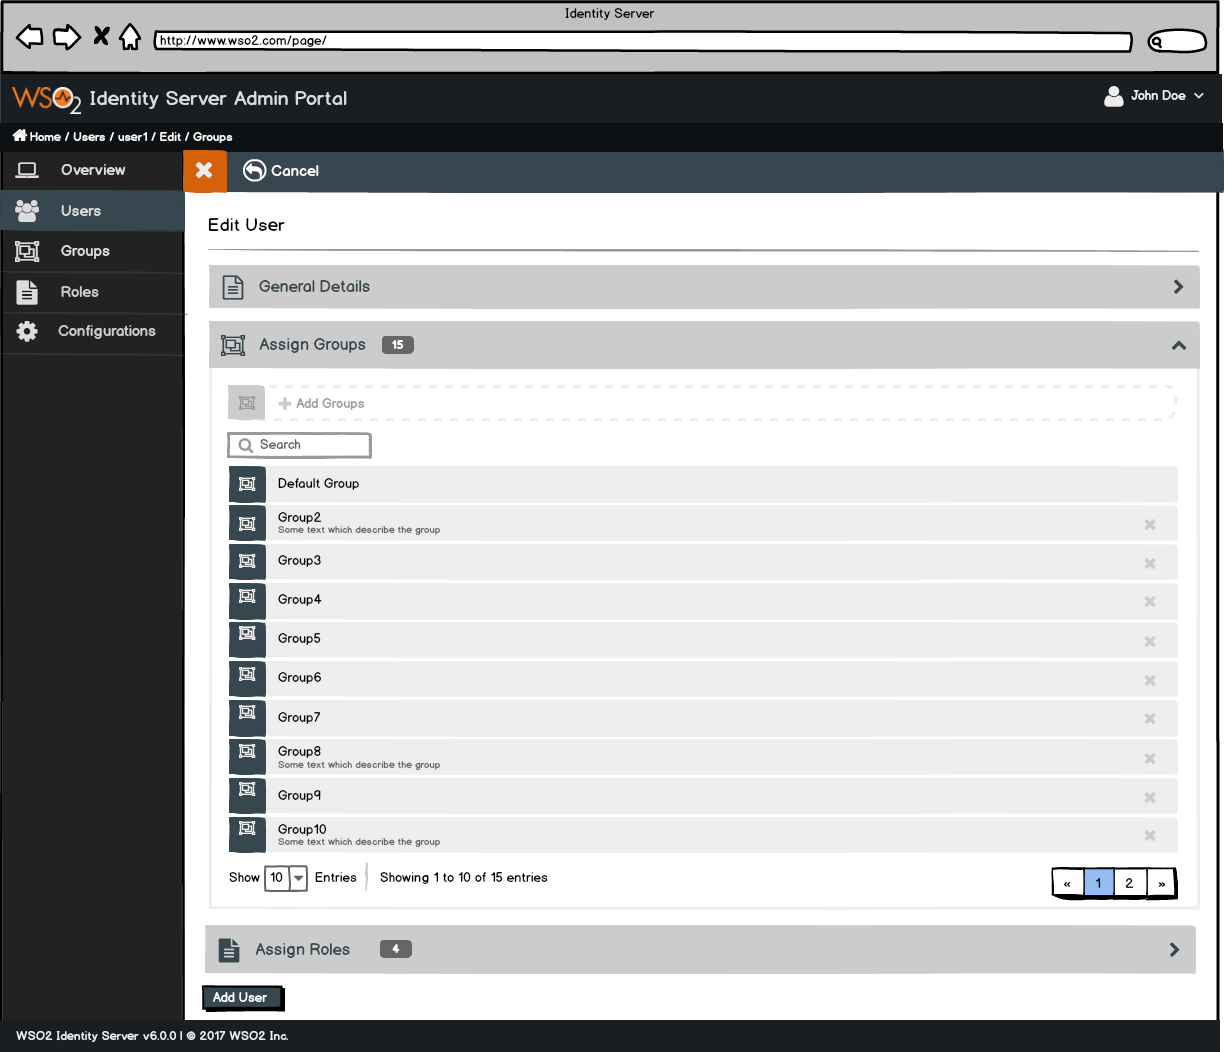 Identity Server
http://www.wso2.com/page/
WSO2 Identity Server Admin Portal
John Doe
Home / Users / user1 / Edit / Groups
Overview
Cancel
Users
Groups
Roles
Configurations
Edit User
General Details
Assign Groups 15
Add Groups
Search
Default Group
Group2
Some text which describe the group
Group3
Group4
Group5
Group6
Group7
Group8
Some text which describe the group
Group9
Group10
Some text which describe the group
Show 10 Entries Showing 1 to 10 of 15 entries
« 1 2 »
Assign Roles 4
Add User
WSO2 Identity Server v6.0.0 | © 2017 WSO2 Inc.